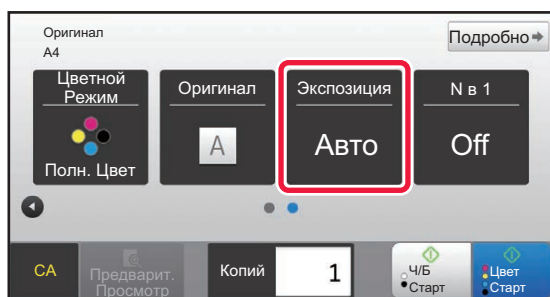 Оригинал
A4
Подробно
Цветной
Режим
Полн. Цвет
Оригинал
A
Экспозиция
Авто
N в 1
Off
CA
Предварит.
Просмотр
Копий
1
Ч/Б
Старт
Цвет
Старт